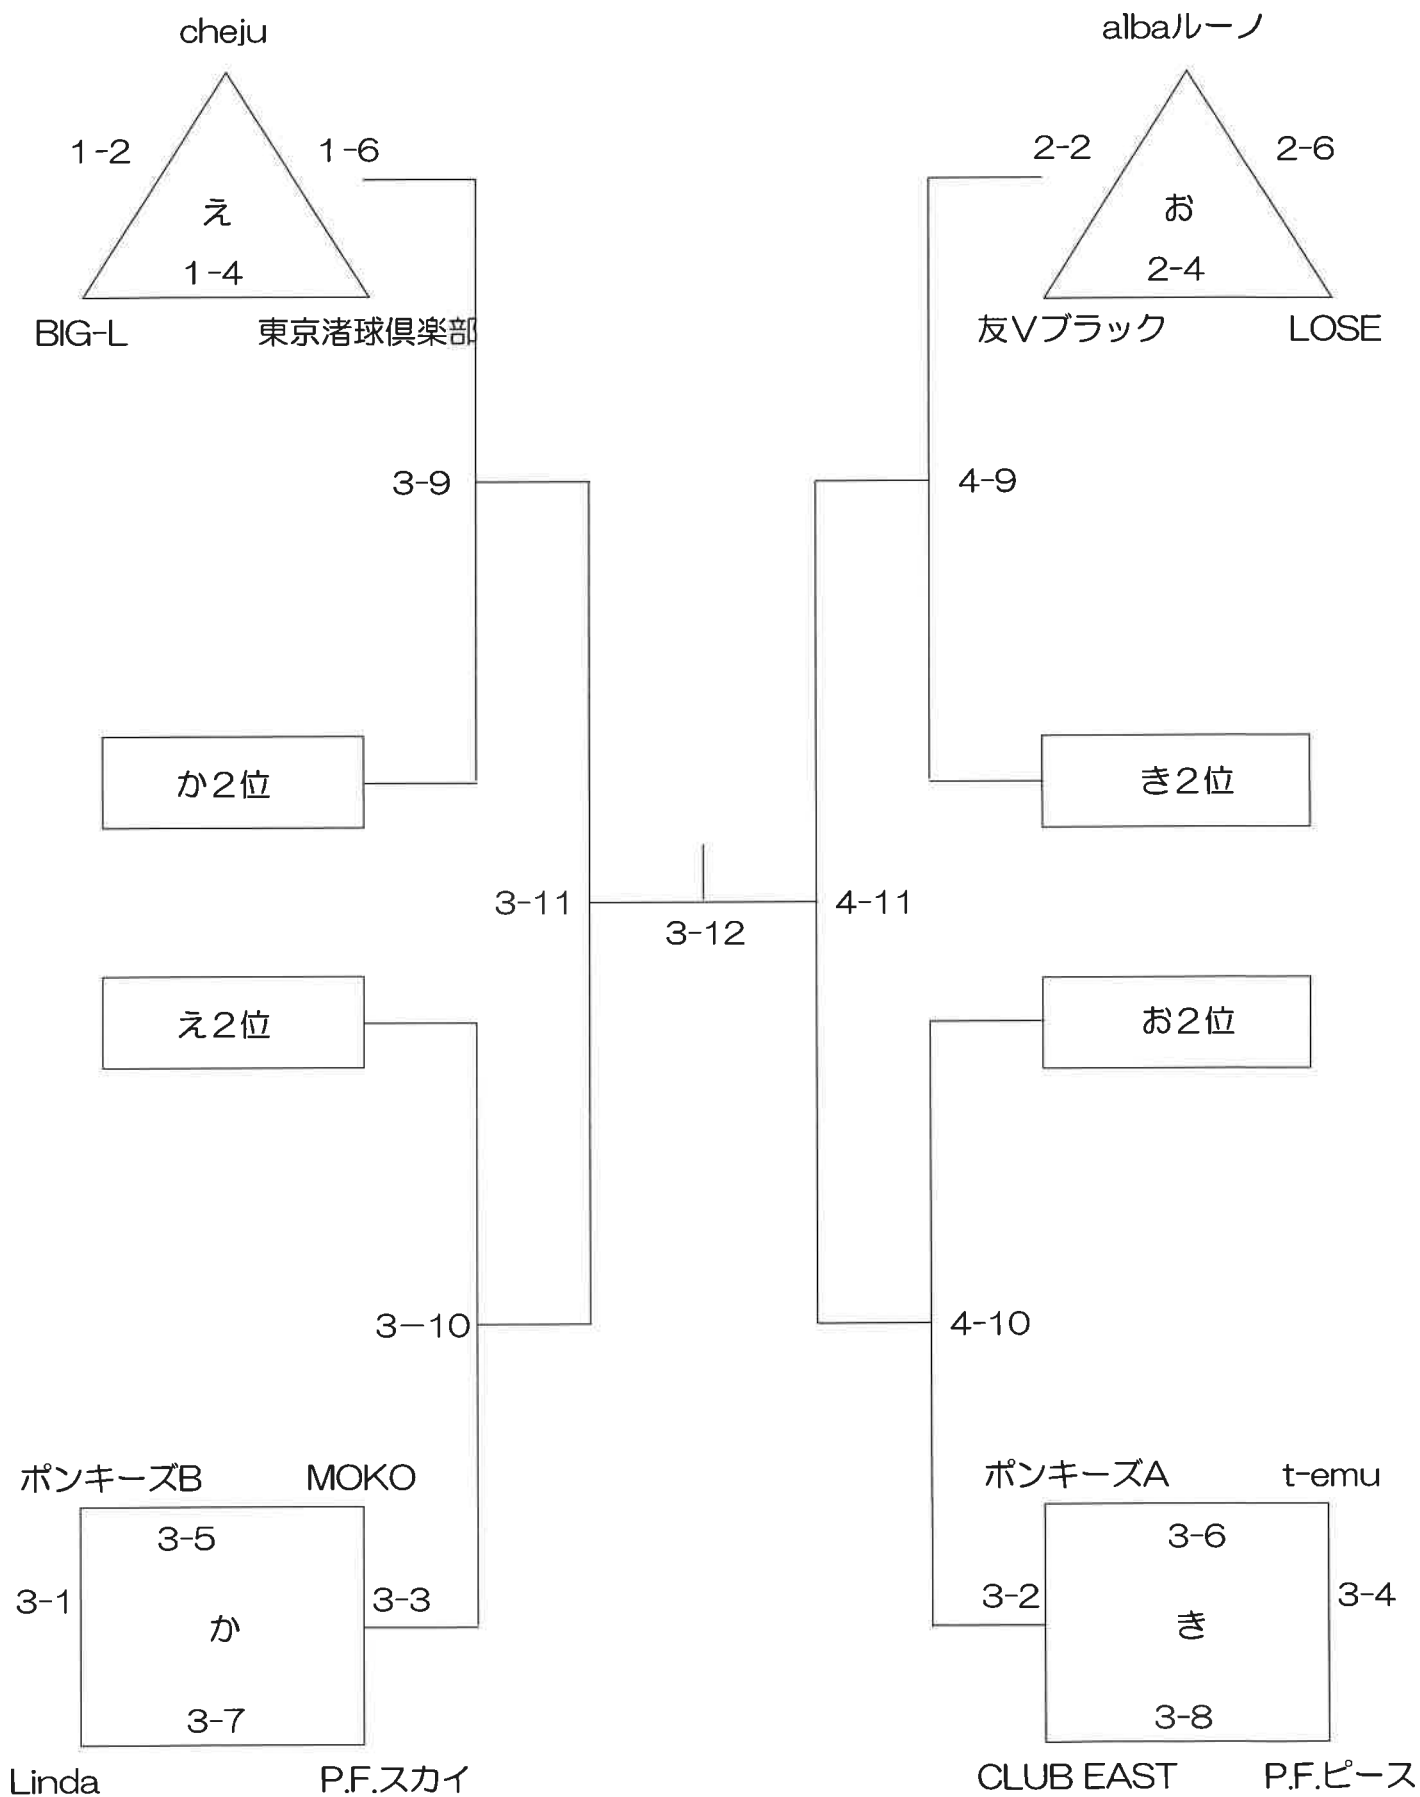 cheju
albaルーノ
1-2
1-6
2-2
2-6
え
お
1-4
2-4
BIG-L
東京渚球倶楽部
友Vブラック
LOSE
3-9
4-9
か2位
き2位
3-11
4-11
3-12
え2位
お2位
3-10
4-10
ポンキーズB
MOKO
ポンキーズA
t-emu
3-5
3-6
3-1
3-3
3-2
3-4
か
き
3-7
3-8
Linda
P.F.スカイ
CLUB EAST
P.F.ピース